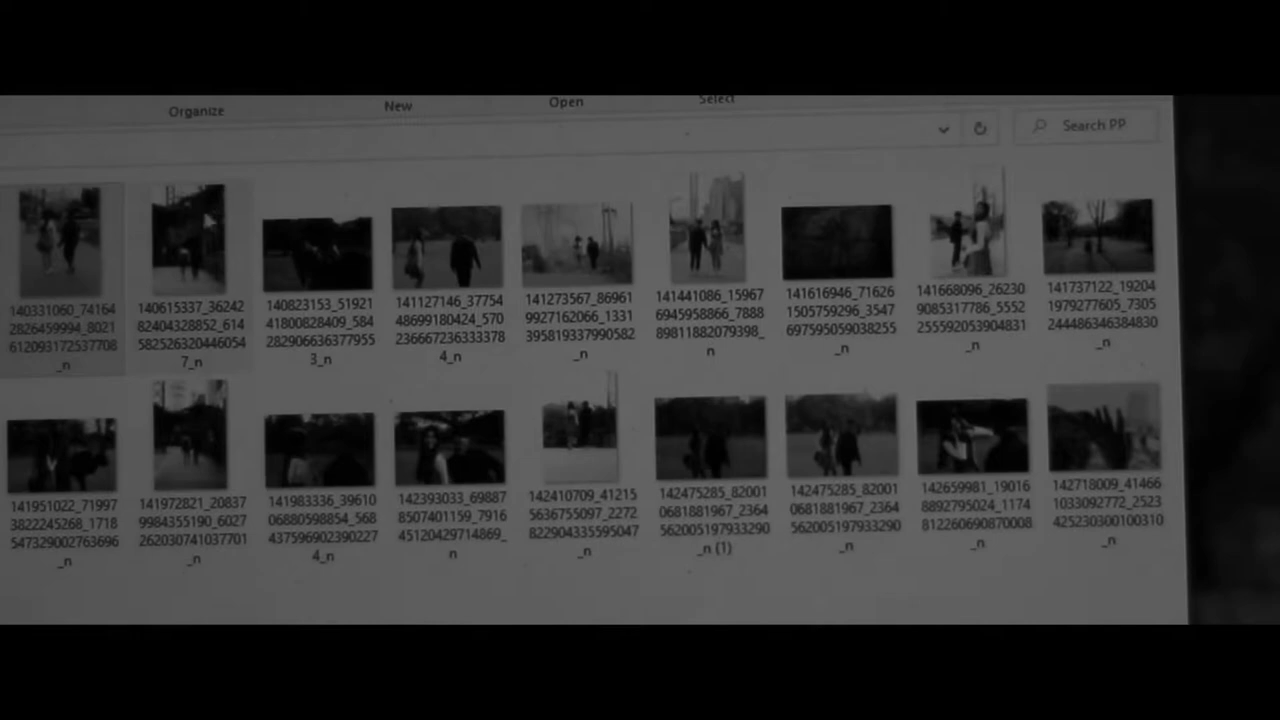 Organize New Open Select
Search PP
140331060_74164 140615337_36242 140823153_51921 141127146_37754 141273567_86961 141441086_15967 141616946_71626 141668096_26230 141737122_19204
2826459994_8021 82404328852_614 41800828409_584 48699180424_570 9927162066_1331 6945958866_7888 1505759296_3547 9085317786_5552 1979277605_7305
612093172537708 582526320446054 282906636377955 236667236333378 395819337990582 89811882079398_ 697595059038255 255592053904831 244486346384830
_n 7_n 3_n 4_n _n n _n _n _n
141951022_71997 141972821_20837 141983336_39610 142393033_69887 142410709_41215 142475285_82001 142475285_82001 142659981_19016 142718009_41466
3822245268_1718 9984355190_6027 06880598854_568 8507401159_7916 5636755097_2272 0681881967_2364 0681881967_2364 8892795024_1174 1033092772_2523
547329002763696 262030741037701 437596902390227 45120429714869_ 822904335595047 562005197933290 562005197933290 812260690870008 425230300100310
_n _n 4_n n _n _n (1) _n _n _n